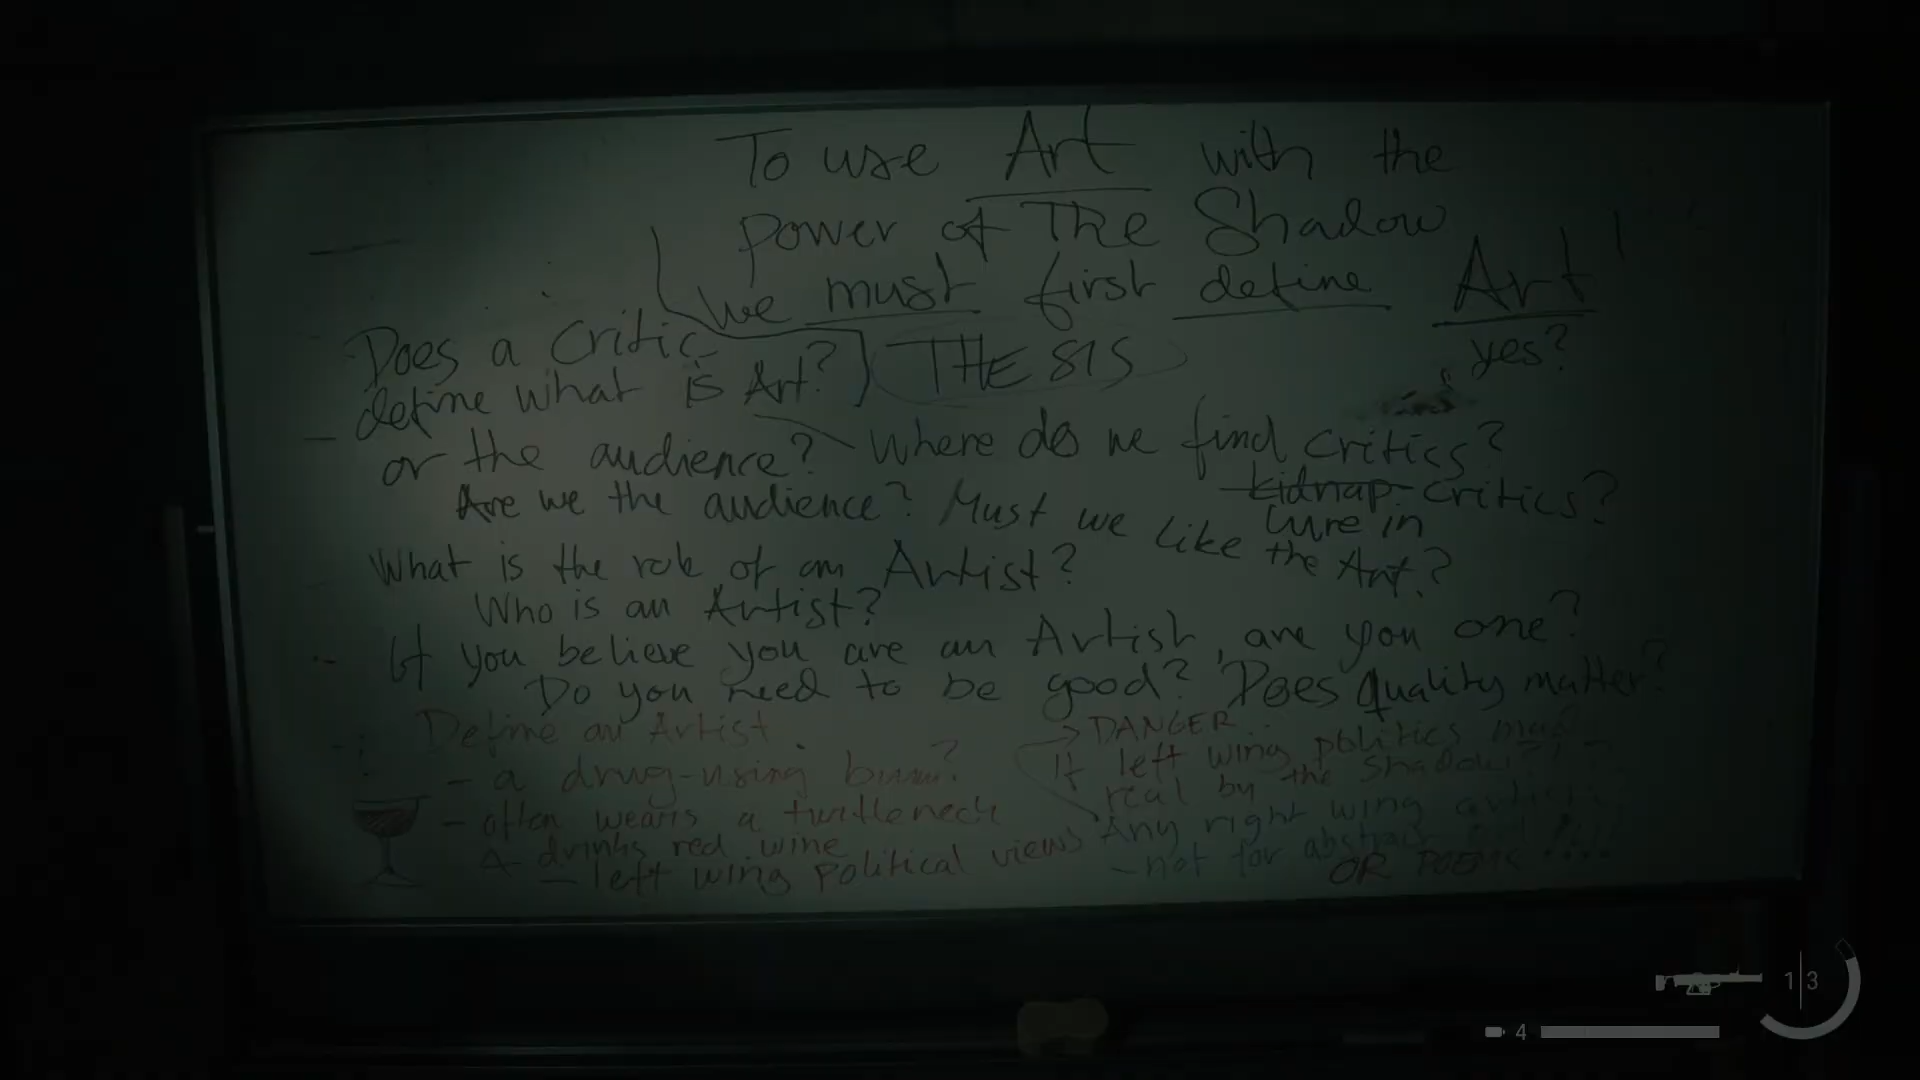 To use Art with the
power of The Shadow
we must first define Art
yes?
THESIS
Does a Critic
define what is Art?
or the audience?
Where do we find critics?
kidnap critics?
lure in
Are we the audience? Must we like the Art?
What is the role of an Artist?
Who is an Artist?
If you believe you are an Artist, are you one?
Do you need to be good? Does quality matter?
Define an Artist
- a drug-using bum?
- often wears a turtleneck
- drinks red wine
- left wing political views
DANGER
If left wing politics made
real by the Shadow?!
Any right wing
- not for abstract
OR POEMS !!!!
1 3
4